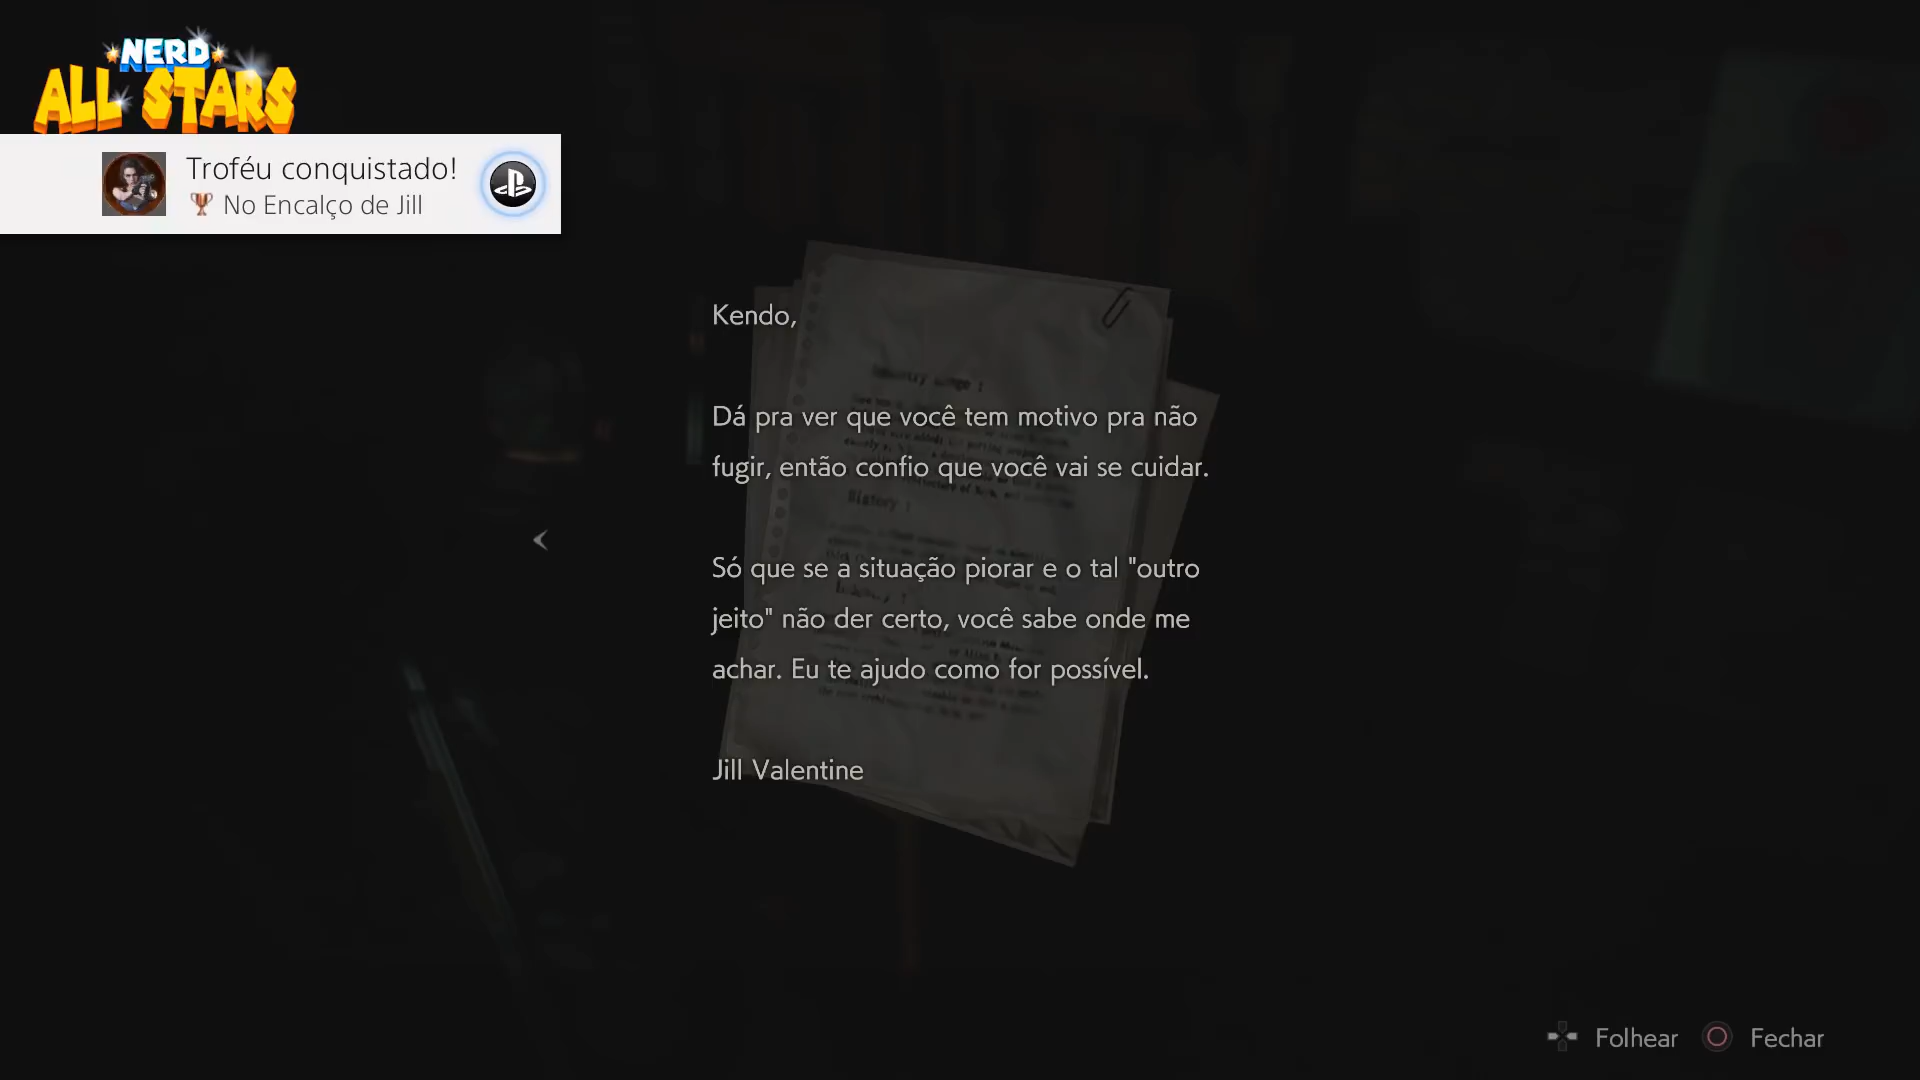 NERD
ALL STARS
Troféu conquistado!
No Encalço de Jill
Kendo,
Dá pra ver que você tem motivo pra não
fugir, então confio que você vai se cuidar.
Só que se a situação piorar e o tal "outro
jeito" não der certo, você sabe onde me
achar. Eu te ajudo como for possível.
Jill Valentine
History :
Folhear
Fechar